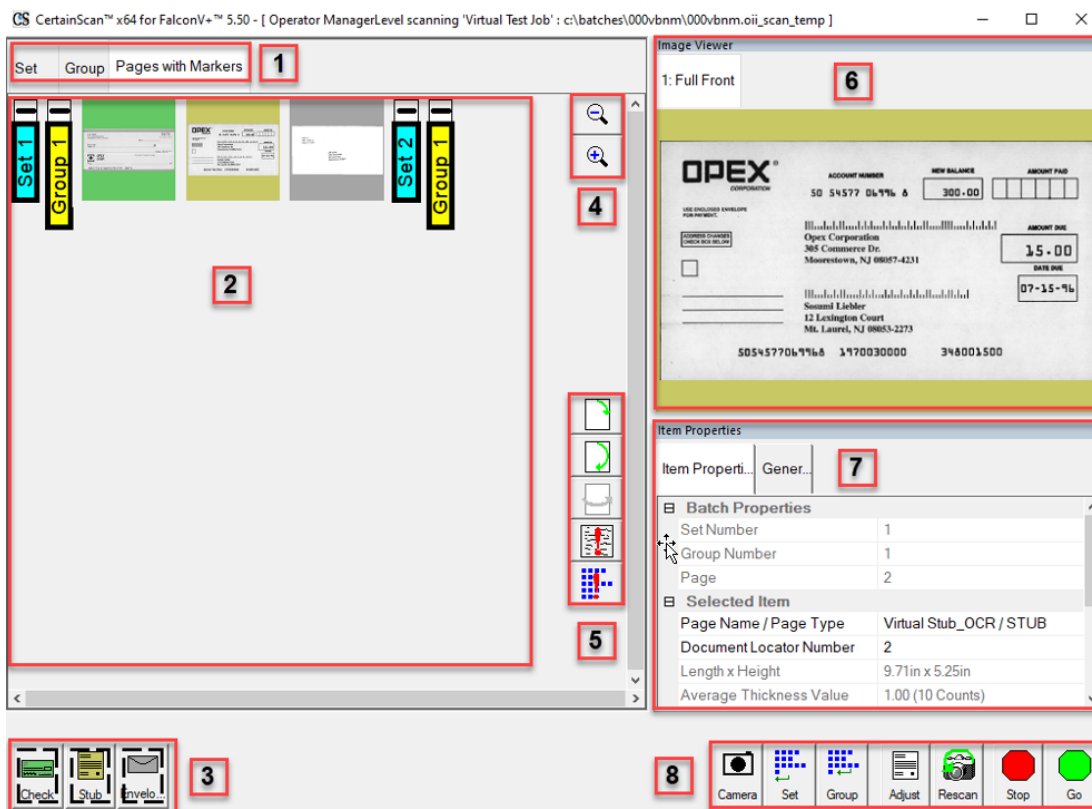 CS CertainScan™ x64 for FalconV+™ 5.50 - [ Operator ManagerLevel scanning 'Virtual Test Job' : c:\batches\000vbnm\000vbnm.oii_scan_temp ]
Set Group Pages with Markers 1
Set 1
Group 1
Set 2
Group 1
2
4
5
Check Stub Envelo... 3
Image Viewer
1: Full Front 6
OPEX®
CORPORATION
ACCOUNT NUMBER NEW BALANCE AMOUNT PAID
50 54577 06996 8 300.00
USE ENCLOSED ENVELOPE
FOR PAYMENT.
ADDRESS CHANGES
CHECK BOX BELOW
Opex Corporation
305 Commerce Dr.
Moorestown, NJ 08057-4231
AMOUNT DUE
15.00
DATE DUE
07-15-96
Sosumi Liebler
12 Lexington Court
Mt. Laurel, NJ 08053-2273
5054577069968 1970030000 348001500
Item Properties
Item Properti... Gener... 7
Batch Properties
Set Number 1
Group Number 1
Page 2
Selected Item
Page Name / Page Type Virtual Stub_OCR / STUB
Document Locator Number 2
Length x Height 9.71in x 5.25in
Average Thickness Value 1.00 (10 Counts)
8 Camera Set Group Adjust Rescan Stop Go